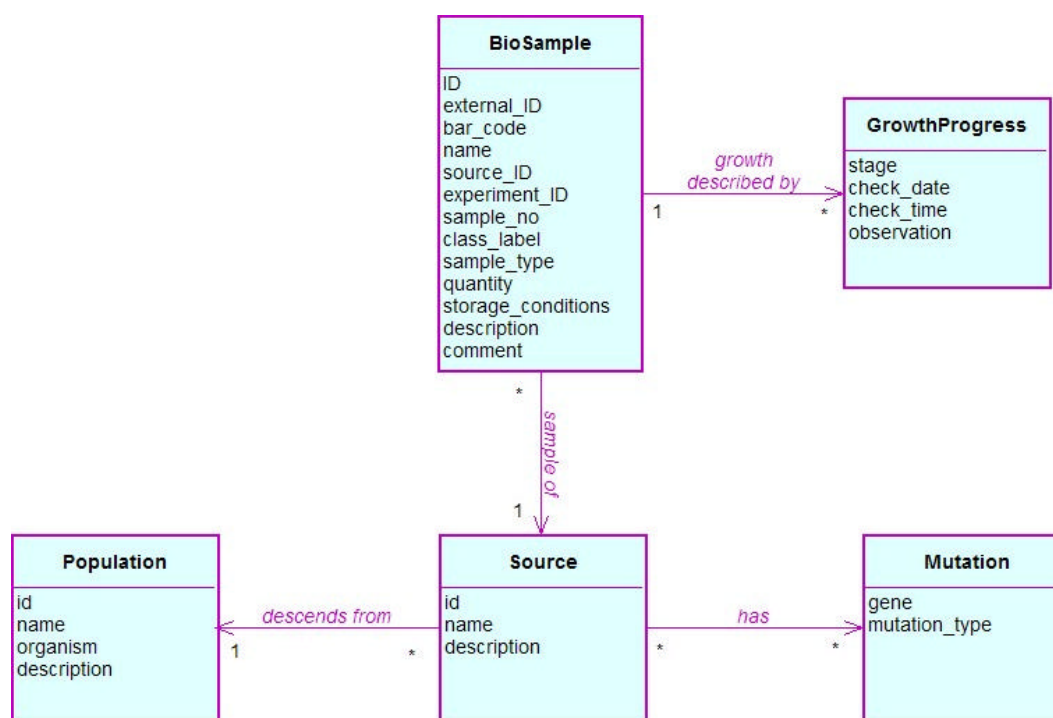 BioSample
ID
external_ID
bar_code
name
source_ID
experiment_ID
sample_no
class_label
sample_type
quantity
storage_conditions
description
comment
growth
described by
1
*
GrowthProgress
stage
check_date
check_time
observation
*
sample of
1
Population
id
name
organism
description
descends from
1
*
Source
id
name
description
has
*
*
Mutation
gene
mutation_type